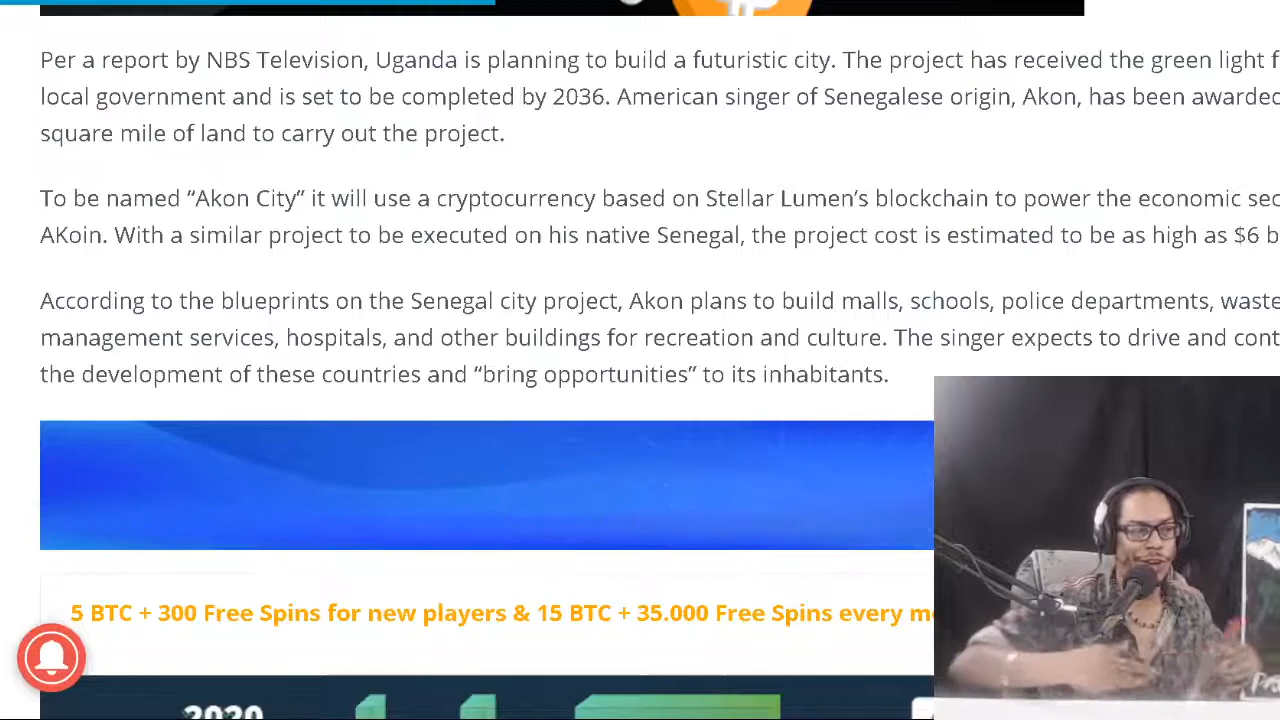 Per a report by NBS Television, Uganda is planning to build a futuristic city. The project has received the green light f
local government and is set to be completed by 2036. American singer of Senegalese origin, Akon, has been awarded
square mile of land to carry out the project.
To be named “Akon City” it will use a cryptocurrency based on Stellar Lumen’s blockchain to power the economic sec
AKoin. With a similar project to be executed on his native Senegal, the project cost is estimated to be as high as $6 b
According to the blueprints on the Senegal city project, Akon plans to build malls, schools, police departments, waste
management services, hospitals, and other buildings for recreation and culture. The singer expects to drive and cont
the development of these countries and “bring opportunities” to its inhabitants.
5 BTC + 300 Free Spins for new players & 15 BTC + 35.000 Free Spins every m
2020